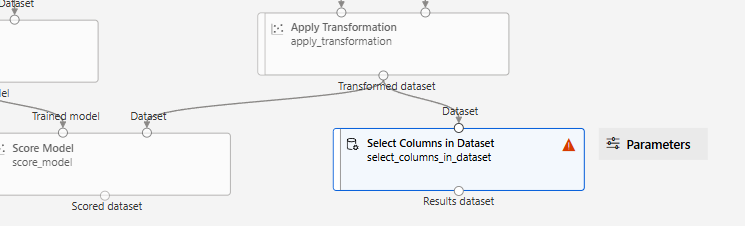 Dataset
Apply Transformation
apply_transformation
Transformed dataset
del
Trained model
Dataset
Dataset
Score Model
score_model
Select Columns in Dataset
select_columns_in_dataset
Parameters
Scored dataset
Results dataset